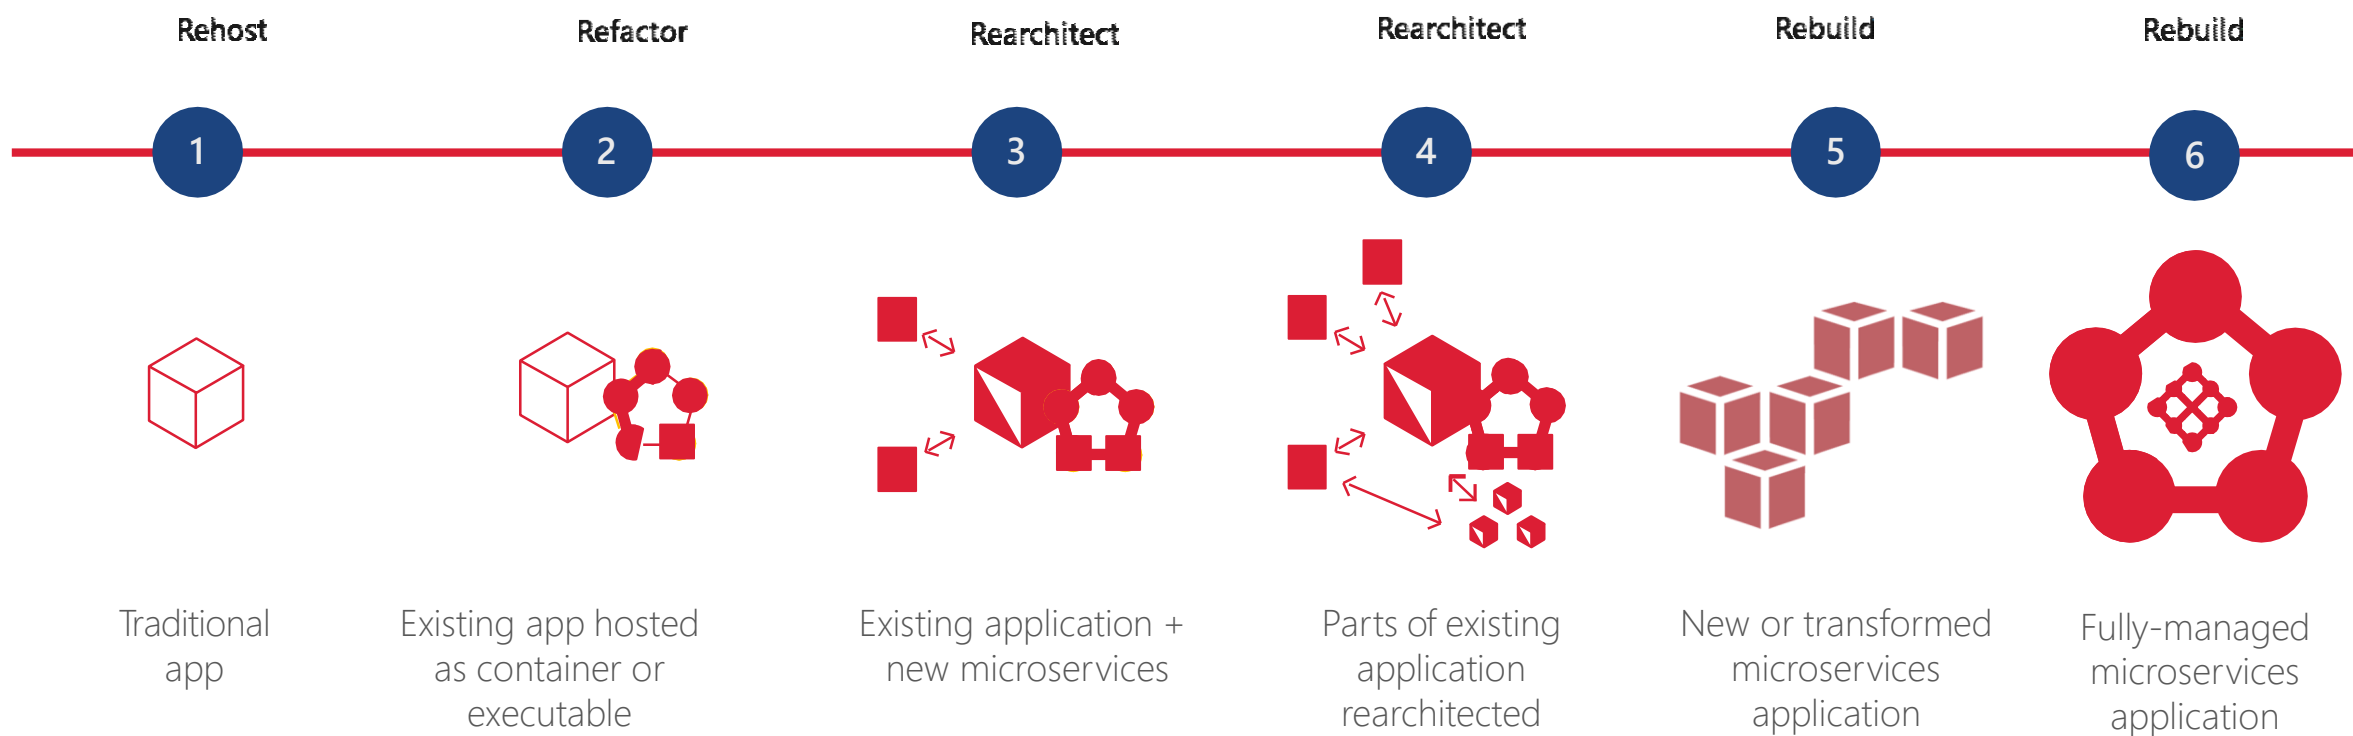 Rehost
Refactor
Rearchitect
Rearchitect
Rebuild
Rebuild
1
2
3
4
5
6
Traditional
app
Existing app hosted
as container or
executable
Existing application +
new microservices
Parts of existing
application
rearchitected
New or transformed
microservices
application
Fully-managed
microservices
application